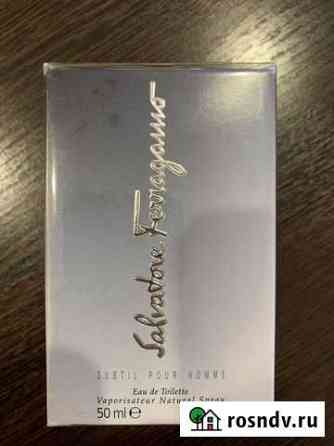 Salvatore Ferragamo
SUBTIL POUR HOMME
Eau de Toilette
Vaporisateur Natural Spray
50 ml ℮
rosndv.ru